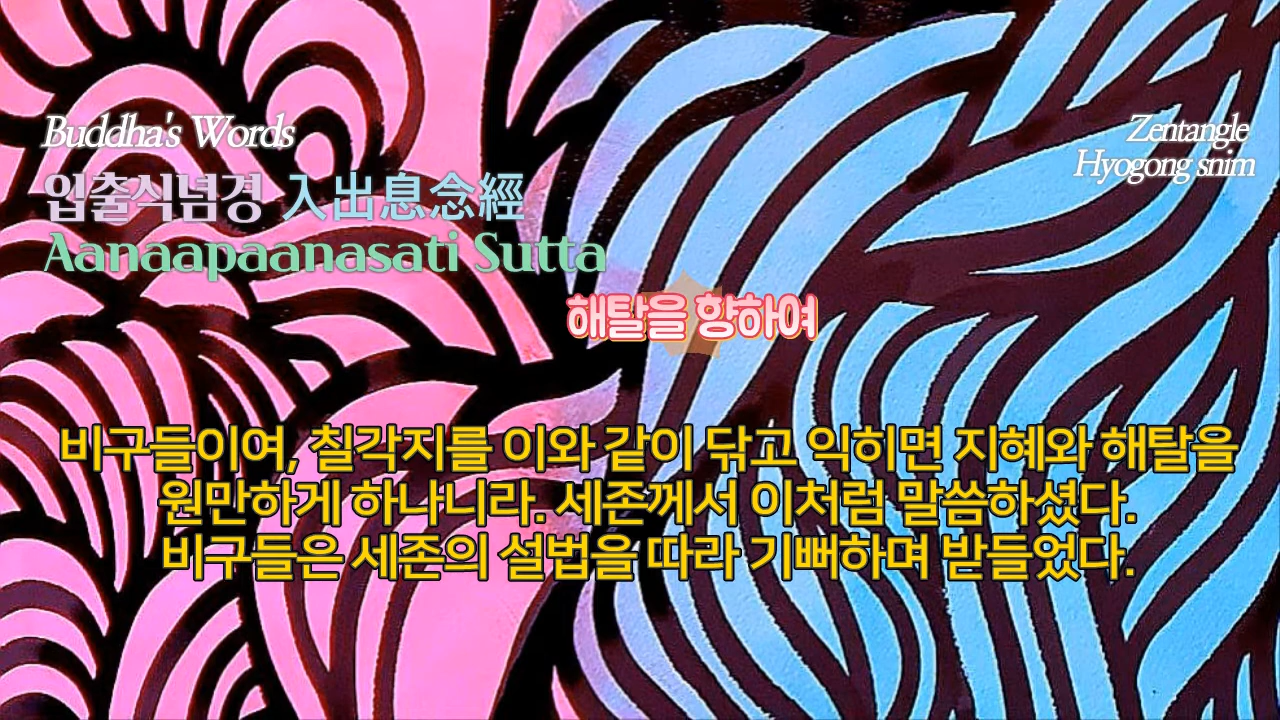 Buddha's Words
Zentangle
Hyogong snim
입출식념경 入出息念經
Aanaapaanasati Sutta
해탈을 향하여
비구들이여, 칠각지를 이와 같이 닦고 익히면 지혜와 해탈을
원만하게 하나니라. 세존께서 이처럼 말씀하셨다.
비구들은 세존의 설법을 따라 기뻐하며 받들었다.